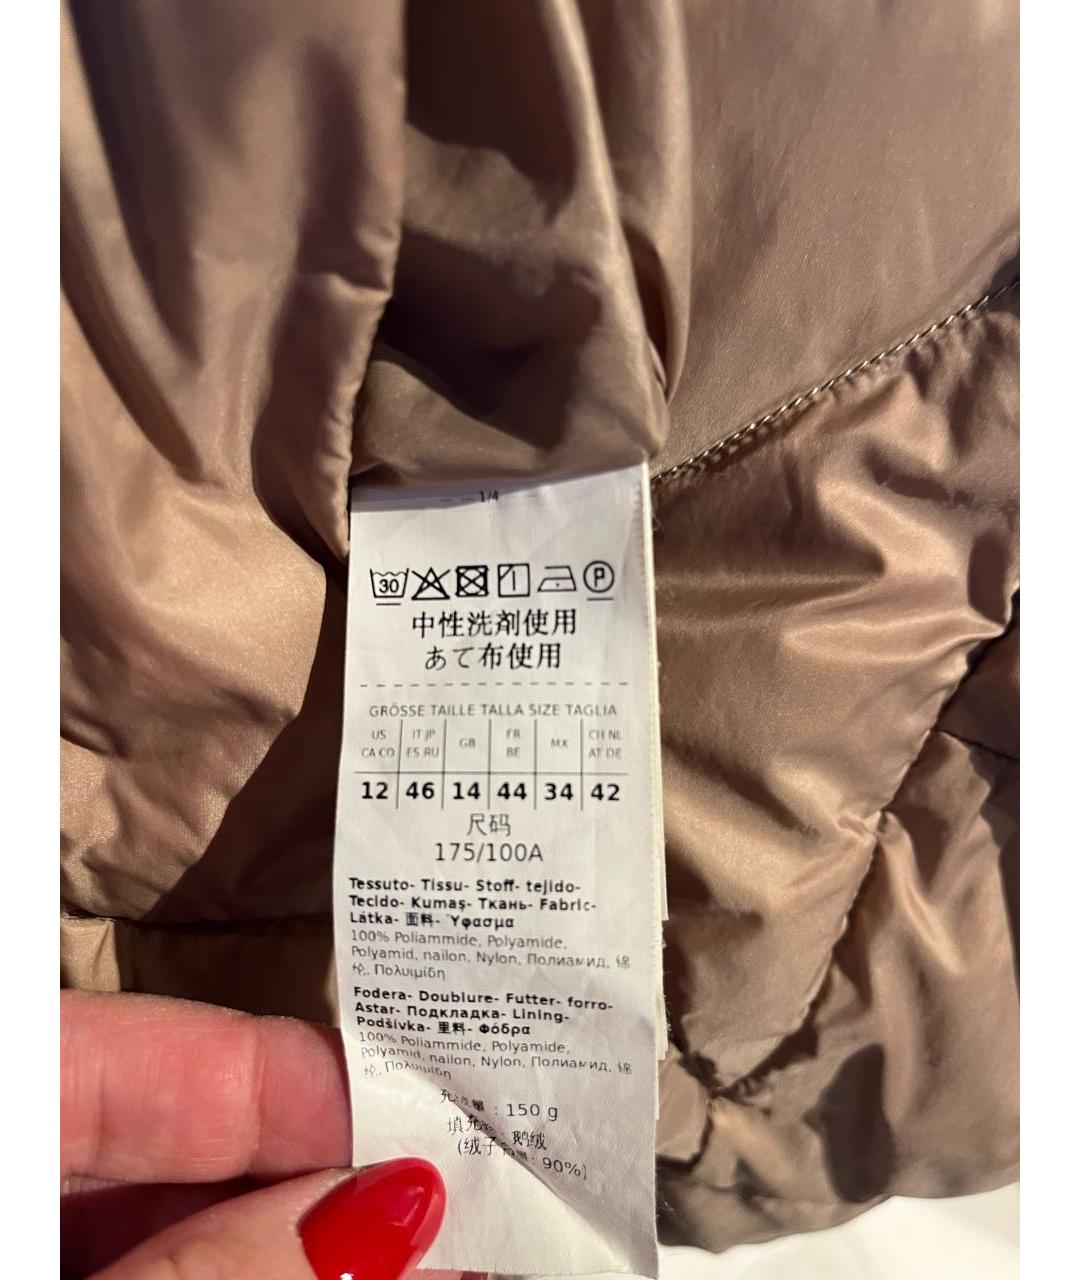 1/4
30 P
中性洗剤使用
あて布使用
GRÖSSE TAILLE TALLA SIZE TAGLIA
US CA CO IT JP ES RU GB FR BE MX CH NL AT DE
12 46 14 44 34 42
尺码
175/100A
Tessuto- Tissu- Stoff- tejido-
Tecido- Kumaş- Ткань- Fabric-
Látka- 面料- Ύφασμα
100% Poliammide, Polyamide,
Polyamid, nailon, Nylon, Полиамид, 锦
纶, Πολυιμίδη
Fodera- Doublure- Futter- forro-
Astar- Подкладка- Lining-
Podšívka- 里料- Φόδρα
100% Poliammide, Polyamide,
Polyamid, nailon, Nylon, Полиамид, 锦
纶, Πολυιμίδη
: 150 g
填充 : 鹅绒
(绒子 : 90%)